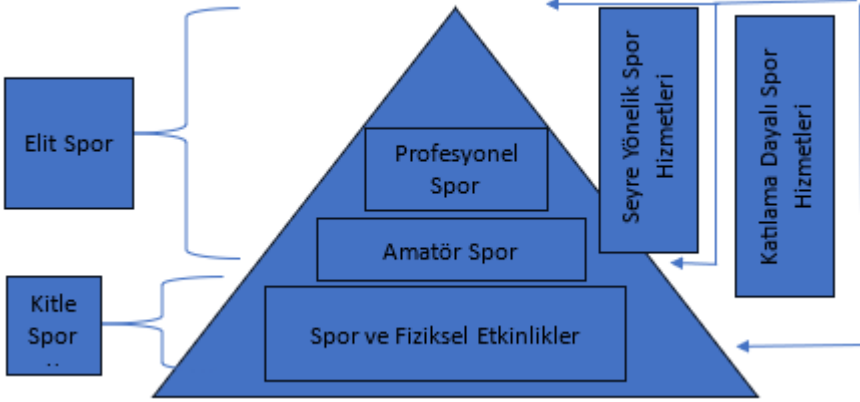 Elit Spor
Kitle
Spor
..
Profesyonel
Spor
Amatör Spor
Spor ve Fiziksel Etkinlikler
Seyre Yönelik Spor
Hizmetleri
Katılama Dayalı Spor
Hizmetleri